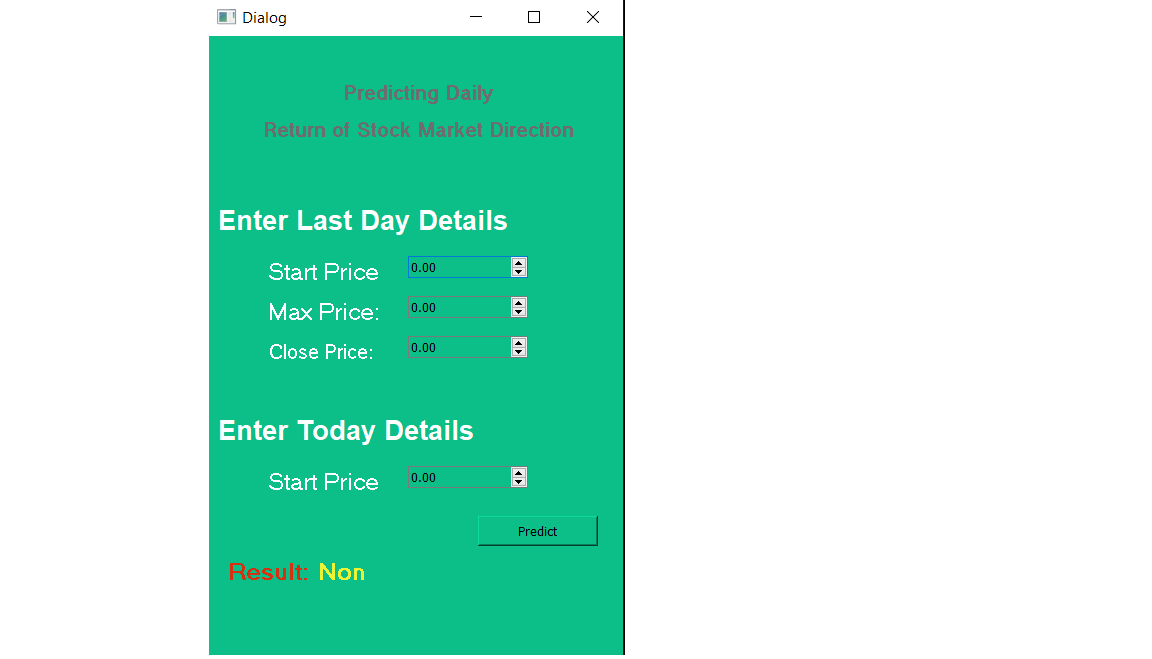 Dialog
Predicting Daily
Return of Stock Market Direction
Enter Last Day Details
Start Price 0.00
Max Price: 0.00
Close Price: 0.00
Enter Today Details
Start Price 0.00
Predict
Result: Non